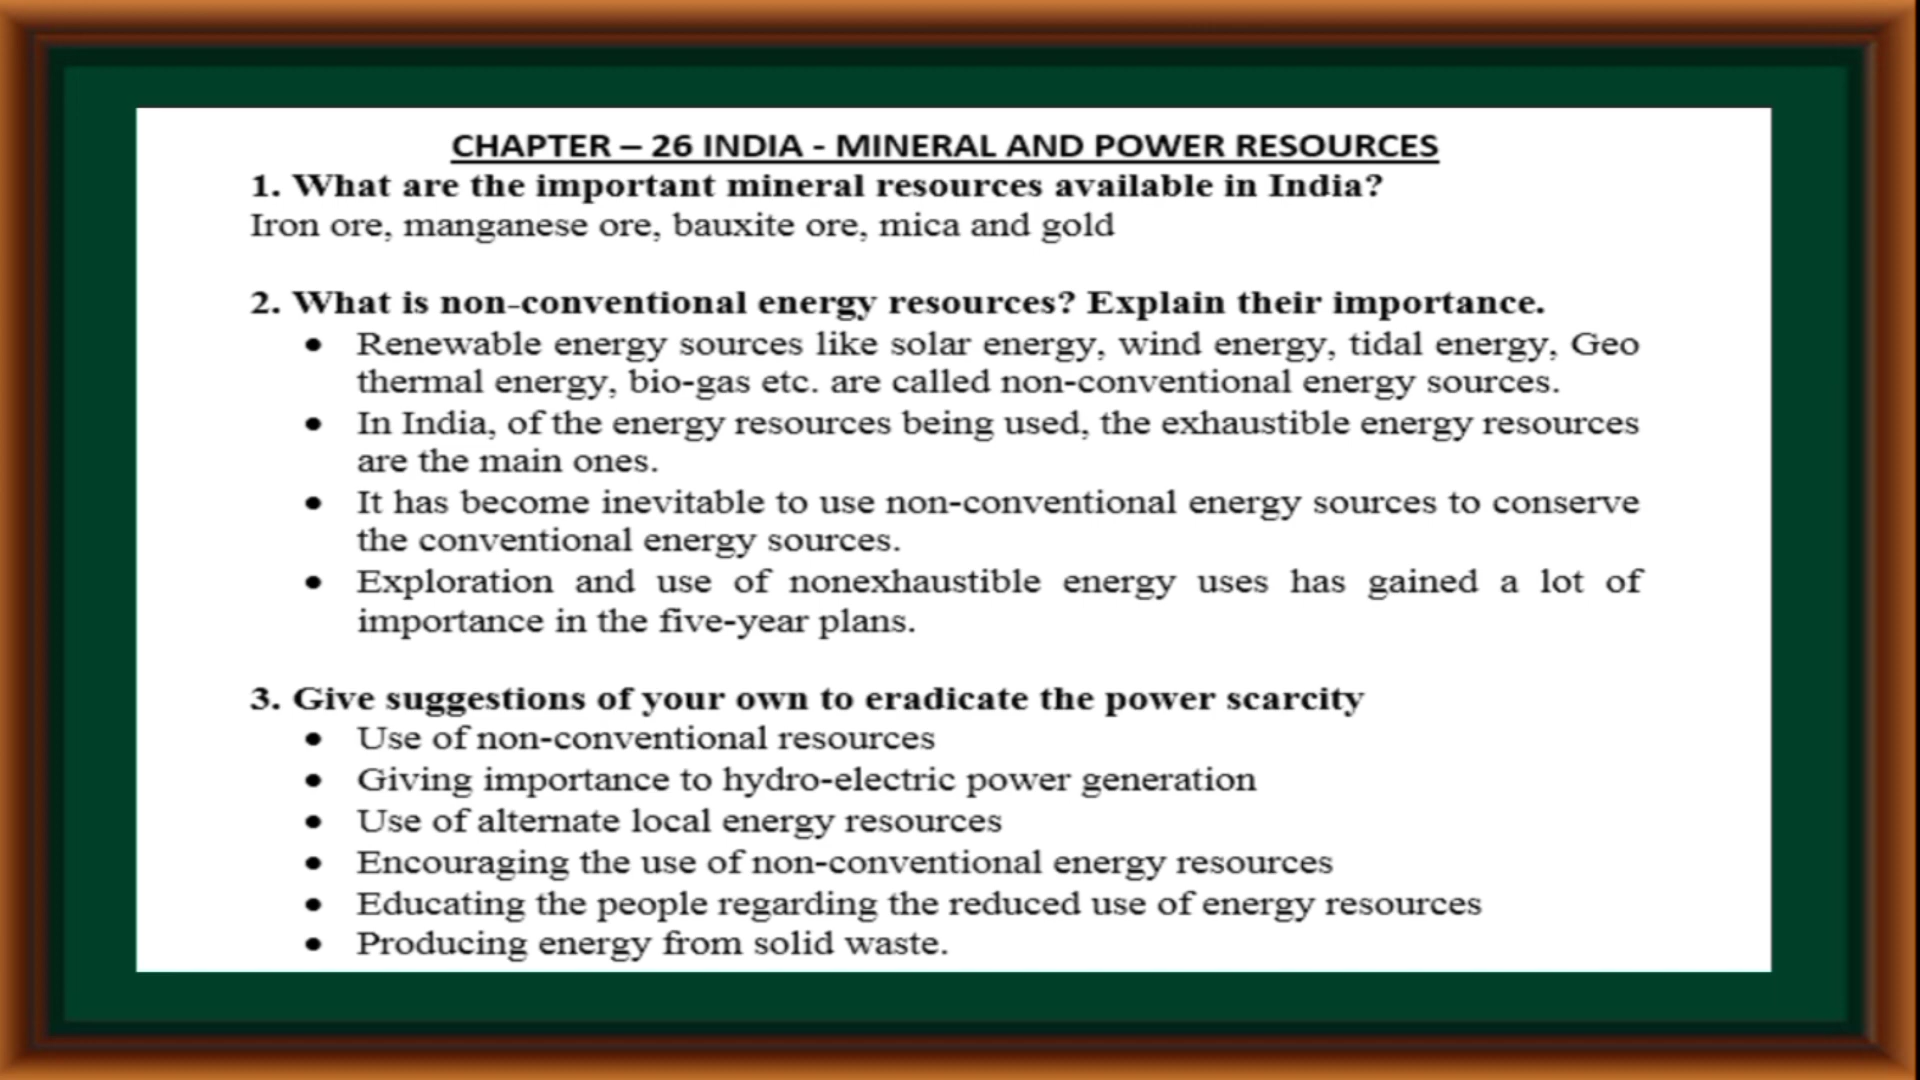 CHAPTER – 26 INDIA - MINERAL AND POWER RESOURCES
1. What are the important mineral resources available in India?
Iron ore, manganese ore, bauxite ore, mica and gold
2. What is non-conventional energy resources? Explain their importance.
• Renewable energy sources like solar energy, wind energy, tidal energy, Geo
thermal energy, bio-gas etc. are called non-conventional energy sources.
• In India, of the energy resources being used, the exhaustible energy resources
are the main ones.
• It has become inevitable to use non-conventional energy sources to conserve
the conventional energy sources.
• Exploration and use of nonexhaustible energy uses has gained a lot of
importance in the five-year plans.
3. Give suggestions of your own to eradicate the power scarcity
• Use of non-conventional resources
• Giving importance to hydro-electric power generation
• Use of alternate local energy resources
• Encouraging the use of non-conventional energy resources
• Educating the people regarding the reduced use of energy resources
• Producing energy from solid waste.